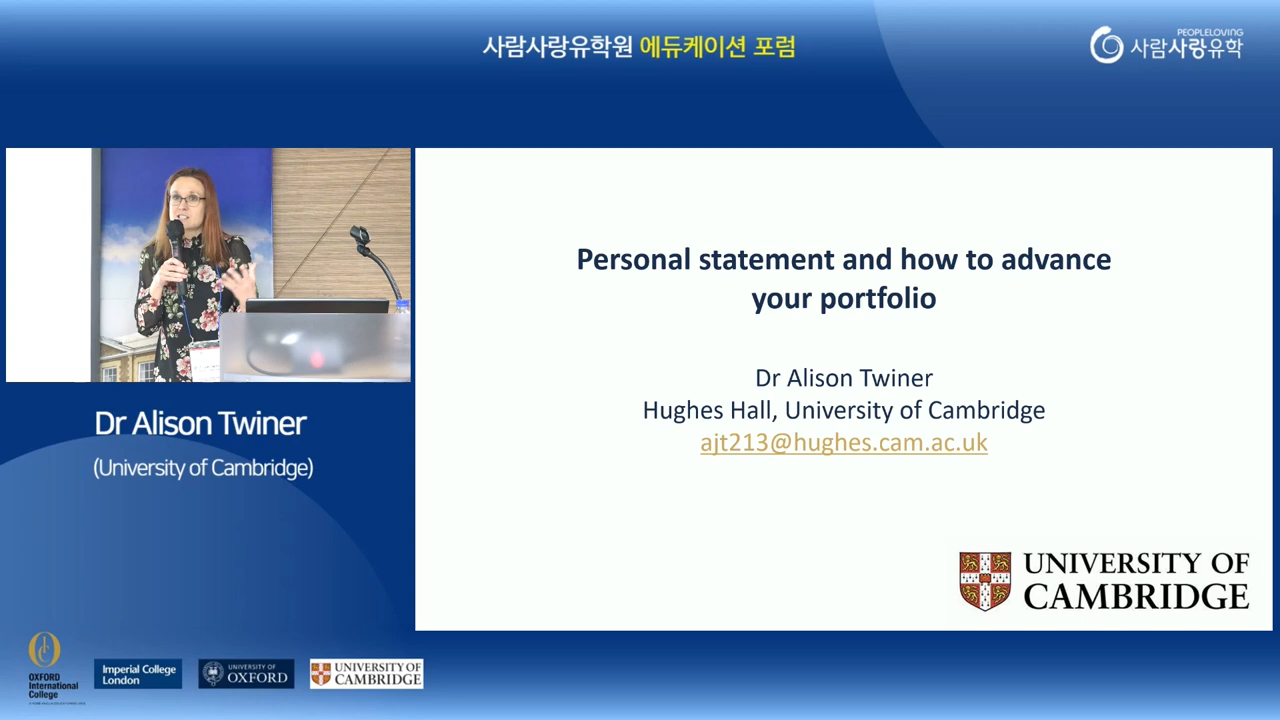 사람사랑유학원 에듀케이션 포럼
PEOPLELOVING
사람사랑유학
Personal statement and how to advance
your portfolio
Dr Alison Twiner
Hughes Hall, University of Cambridge
ajt213@hughes.cam.ac.uk
UNIVERSITY OF
CAMBRIDGE
Dr Alison Twiner
(University of Cambridge)
OIC
OXFORD
International
College
Imperial College
London
UNIVERSITY OF
OXFORD
UNIVERSITY OF
CAMBRIDGE